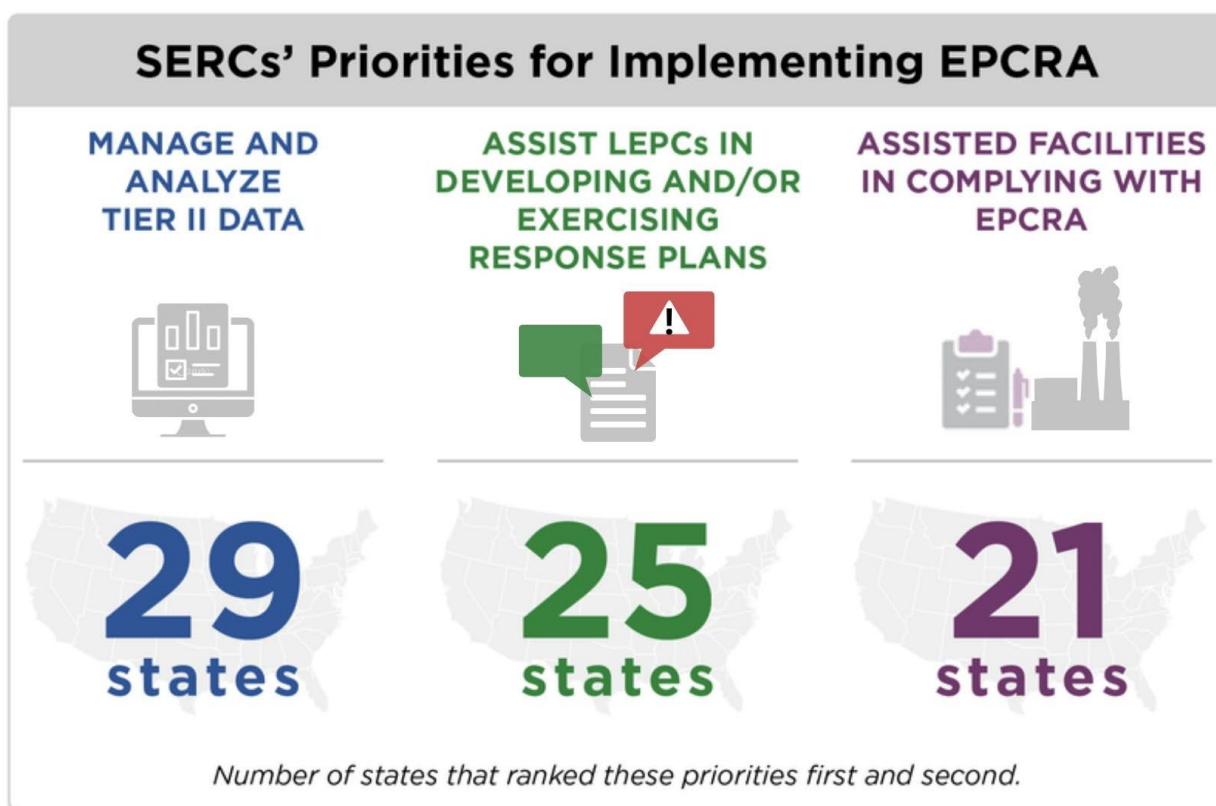 SERCs’ Priorities for Implementing EPCRA
MANAGE AND
ANALYZE
TIER II DATA
ASSIST LEPCs IN
DEVELOPING AND/OR
EXERCISING
RESPONSE PLANS
ASSISTED FACILITIES
IN COMPLYING WITH
EPCRA
!
29
states
25
states
21
states
Number of states that ranked these priorities first and second.